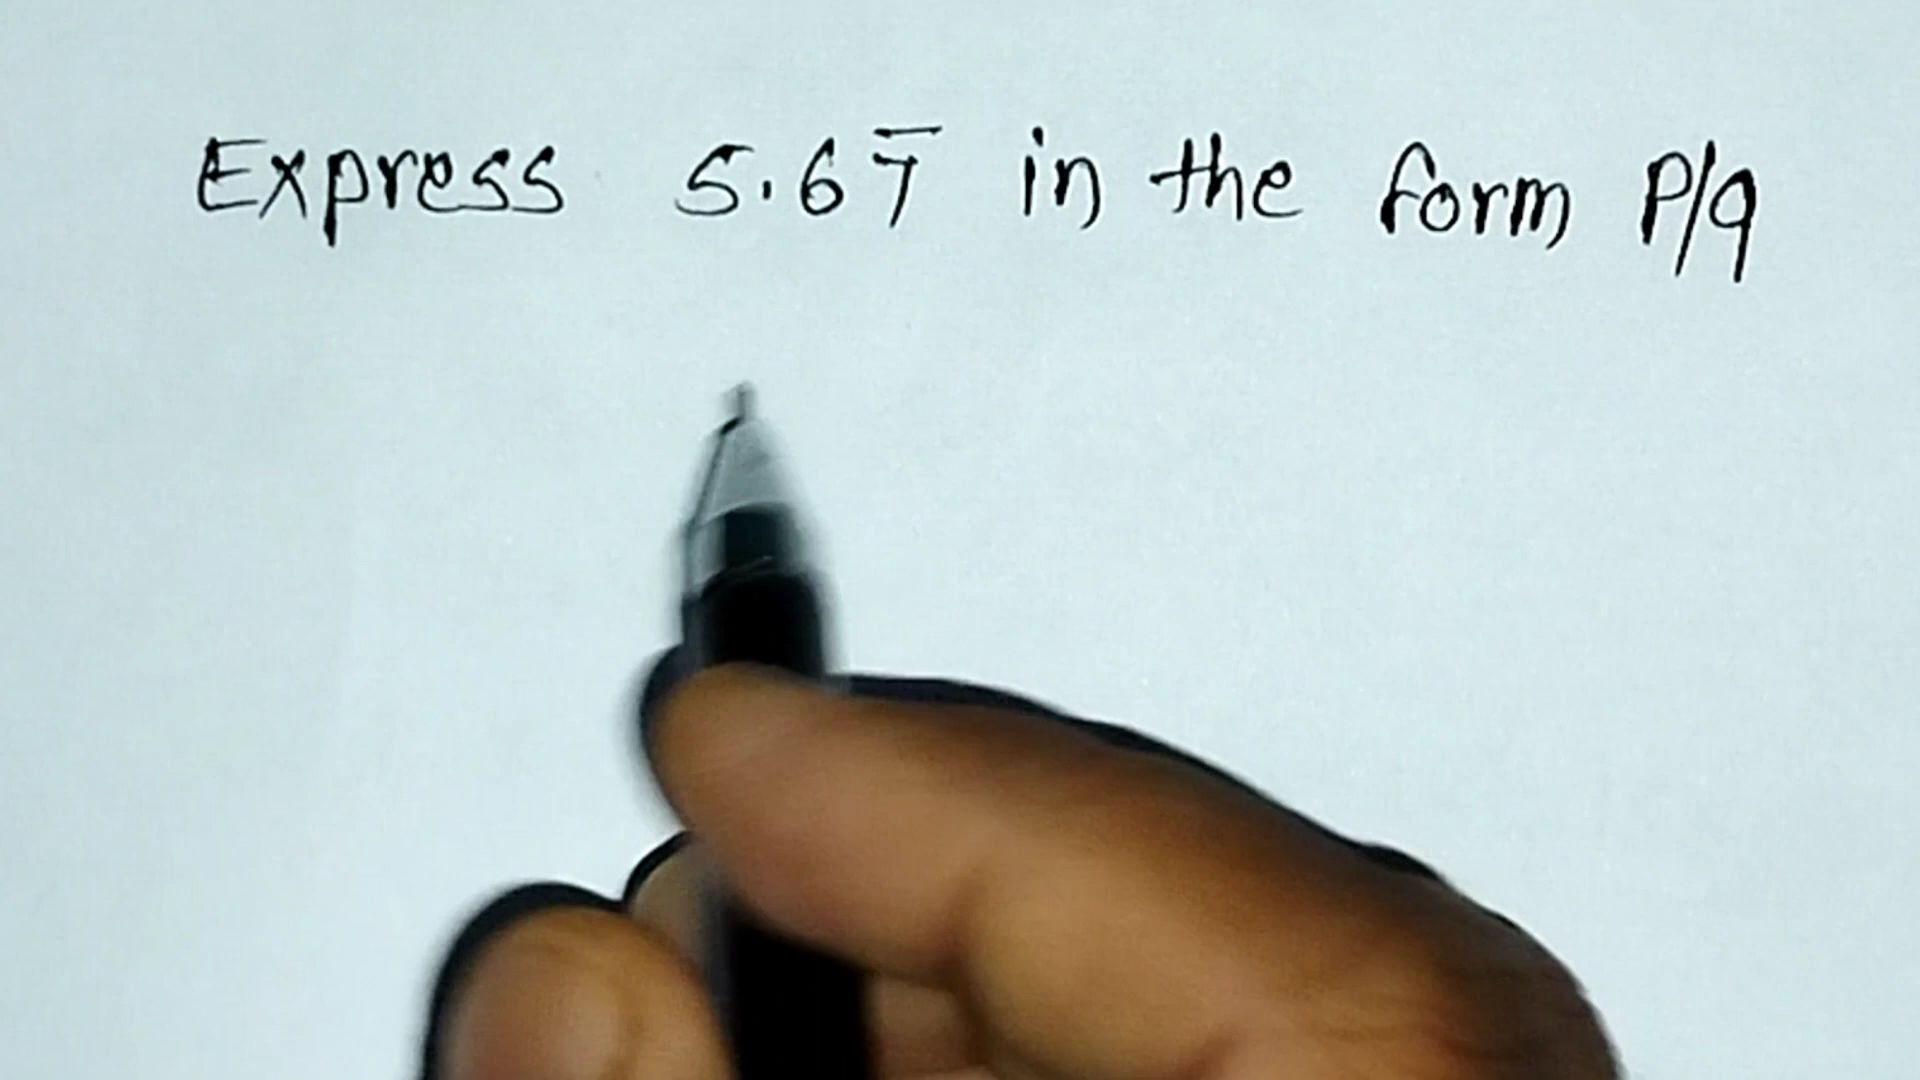 Express 5.67̅ in the form P/q